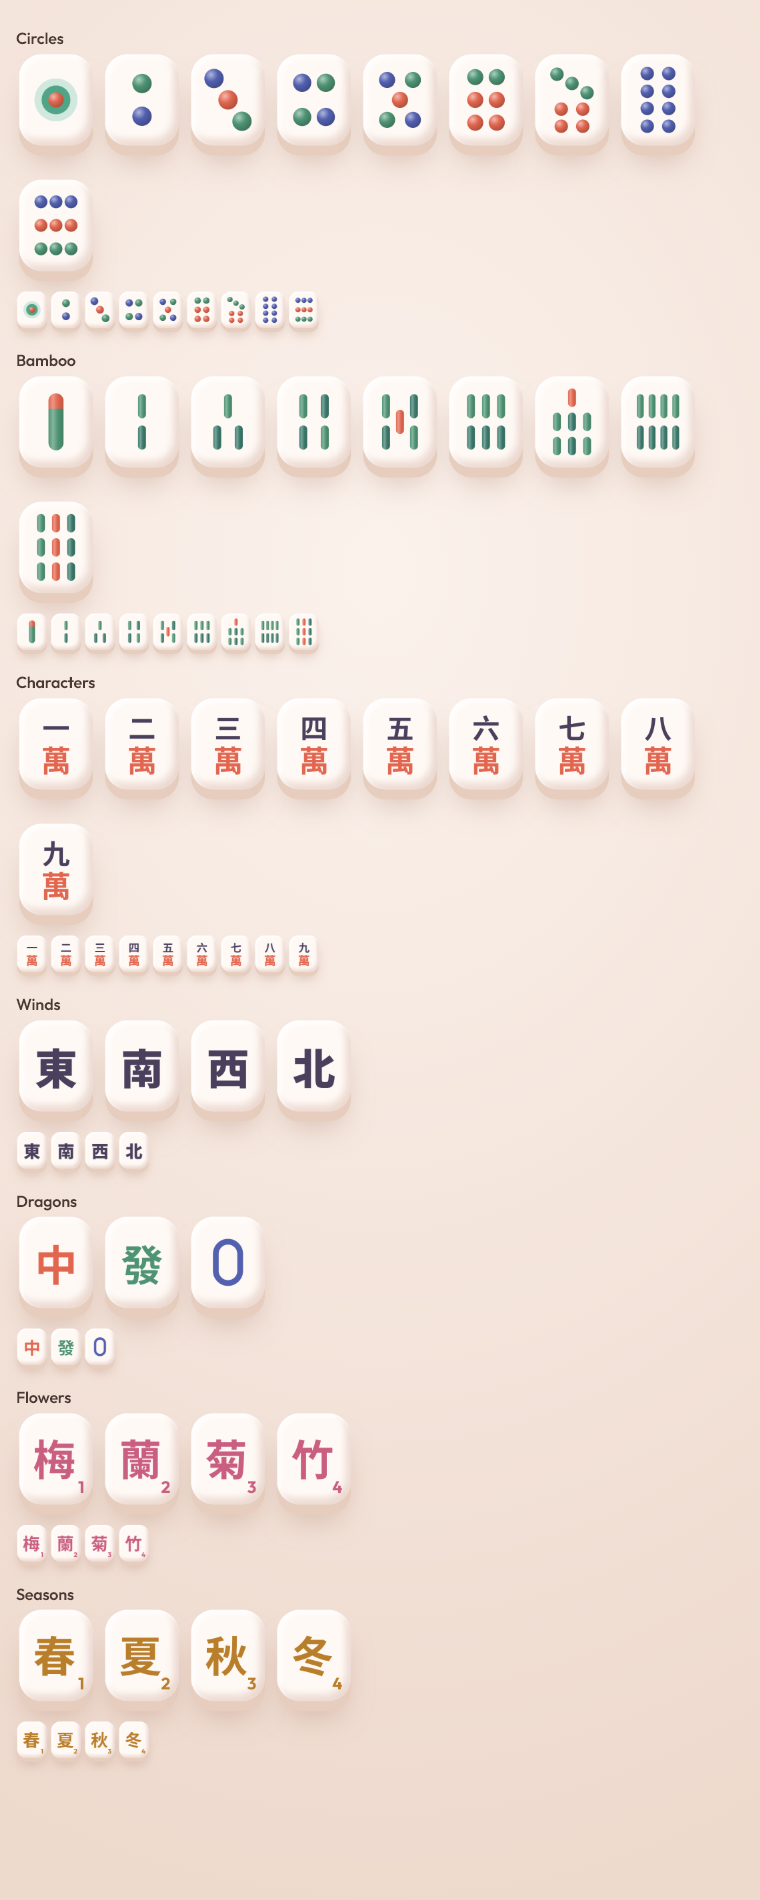 Circles
Bamboo
Characters
一 二 三 四 五 六 七 八
萬 萬 萬 萬 萬 萬 萬 萬
九
萬
一 二 三 四 五 六 七 八 九
萬 萬 萬 萬 萬 萬 萬 萬 萬
Winds
東 南 西 北
東 南 西 北
Dragons
中 發
中 發
Flowers
梅1 蘭2 菊3 竹4
梅1 蘭2 菊3 竹4
Seasons
春1 夏2 秋3 冬4
春1 夏2 秋3 冬4